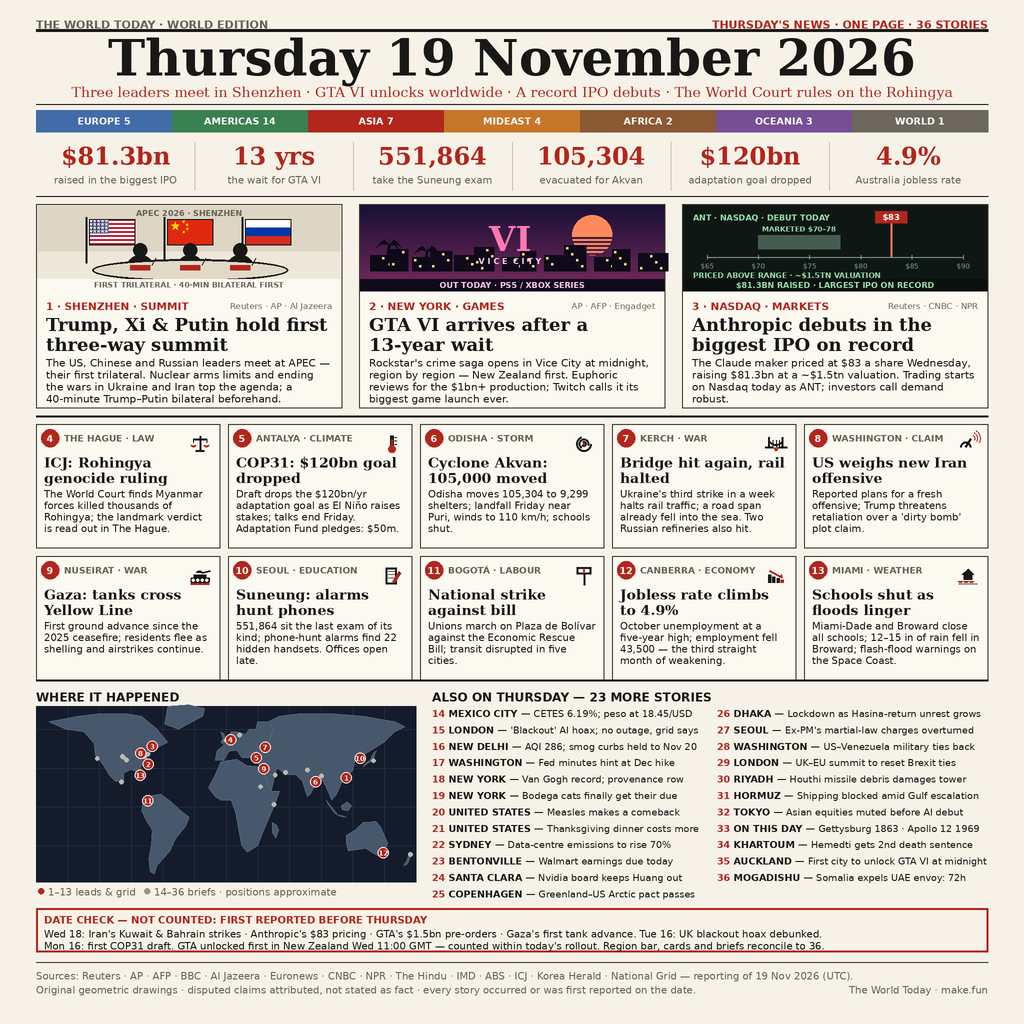 THE WORLD TODAY · WORLD EDITION
THURSDAY'S NEWS · ONE PAGE · 36 STORIES
Thursday 19 November 2026
Three leaders meet in Shenzhen · GTA VI unlocks worldwide · A record IPO debuts · The World Court rules on the Rohingya
EUROPE 5
AMERICAS 14
ASIA 7
MIDEAST 4
AFRICA 2
OCEANIA 3
WORLD 1
$81.3bn
raised in the biggest IPO
13 yrs
the wait for GTA VI
551,864
take the Suneung exam
105,304
evacuated for Akvan
$120bn
adaptation goal dropped
4.9%
Australia jobless rate
APEC 2026 · SHENZHEN
FIRST TRILATERAL · 40-MIN BILATERAL FIRST
1 · SHENZHEN · SUMMIT
Reuters · AP · Al Jazeera
Trump, Xi & Putin hold first
three-way summit
The US, Chinese and Russian leaders meet at APEC —
their first trilateral. Nuclear arms limits and ending
the wars in Ukraine and Iran top the agenda; a
40-minute Trump–Putin bilateral beforehand.
VI
VICE CITY
OUT TODAY · PS5 / XBOX SERIES
2 · NEW YORK · GAMES
AP · AFP · Engadget
GTA VI arrives after a
13-year wait
Rockstar's crime saga opens in Vice City at midnight,
region by region — New Zealand first. Euphoric
reviews for the $1bn+ production; Twitch calls it its
biggest game launch ever.
ANT · NASDAQ · DEBUT TODAY
$83
MARKETED $70–78
$65
$70
$75
$80
$85
$90
PRICED ABOVE RANGE · ~$1.5TN VALUATION
$81.3BN RAISED · LARGEST IPO ON RECORD
3 · NASDAQ · MARKETS
Reuters · CNBC · NPR
Anthropic debuts in the
biggest IPO on record
The Claude maker priced at $83 a share Wednesday,
raising $81.3bn at a ~$1.5tn valuation. Trading starts
on Nasdaq today as ANT; investors call demand
robust.
4 THE HAGUE · LAW
ICJ: Rohingya
genocide ruling
The World Court finds Myanmar
forces killed thousands of
Rohingya; the landmark verdict
is read out in The Hague.
5 ANTALYA · CLIMATE
COP31: $120bn goal
dropped
Draft drops the $120bn/yr
adaptation goal as El Niño raises
stakes; talks end Friday.
Adaptation Fund pledges: $50m.
6 ODISHA · STORM
Cyclone Akvan:
105,000 moved
Odisha moves 105,304 to 9,299
shelters; landfall Friday near
Puri, winds to 110 km/h; schools
shut.
7 KERCH · WAR
Bridge hit again, rail
halted
Ukraine's third strike in a week
halts rail traffic; a road span
already fell into the sea. Two
Russian refineries also hit.
8 WASHINGTON · CLAIM
US weighs new Iran
offensive
Reported plans for a fresh
offensive; Trump threatens
retaliation over a 'dirty bomb'
plot claim.
9 NUSEIRAT · WAR
Gaza: tanks cross
Yellow Line
First ground advance since the
2025 ceasefire; residents flee as
shelling and airstrikes continue.
10 SEOUL · EDUCATION
Suneung: alarms
hunt phones
551,864 sit the last exam of its
kind; phone-hunt alarms find 22
hidden handsets. Offices open
late.
11 BOGOTÁ · LABOUR
National strike
against bill
Unions march on Plaza de Bolívar
against the Economic Rescue
Bill; transit disrupted in five
cities.
12 CANBERRA · ECONOMY
Jobless rate climbs
to 4.9%
October unemployment at a
five-year high; employment fell
43,500 — the third straight
month of weakening.
13 MIAMI · WEATHER
Schools shut as
floods linger
Miami-Dade and Broward close
all schools; 12–15 in of rain fell in
Broward; flash-flood warnings on
the Space Coast.
WHERE IT HAPPENED
4
3
8
7
2
5
10
9
13
6
1
11
12
1–13 leads & grid
14–36 briefs · positions approximate
ALSO ON THURSDAY — 23 MORE STORIES
14 MEXICO CITY — CETES 6.19%; peso at 18.45/USD
15 LONDON — 'Blackout' AI hoax; no outage, grid says
16 NEW DELHI — AQI 286; smog curbs held to Nov 20
17 WASHINGTON — Fed minutes hint at Dec hike
18 NEW YORK — Van Gogh record; provenance row
19 NEW YORK — Bodega cats finally get their due
20 UNITED STATES — Measles makes a comeback
21 UNITED STATES — Thanksgiving dinner costs more
22 SYDNEY — Data-centre emissions to rise 70%
23 BENTONVILLE — Walmart earnings due today
24 SANTA CLARA — Nvidia board keeps Huang out
25 COPENHAGEN — Greenland–US Arctic pact passes
26 DHAKA — Lockdown as Hasina-return unrest grows
27 SEOUL — Ex-PM's martial-law charges overturned
28 WASHINGTON — US–Venezuela military ties back
29 LONDON — UK–EU summit to reset Brexit ties
30 RIYADH — Houthi missile debris damages tower
31 HORMUZ — Shipping blocked amid Gulf escalation
32 TOKYO — Asian equities muted before AI debut
33 ON THIS DAY — Gettysburg 1863 · Apollo 12 1969
34 KHARTOUM — Hemedti gets 2nd death sentence
35 AUCKLAND — First city to unlock GTA VI at midnight
36 MOGADISHU — Somalia expels UAE envoy: 72h
DATE CHECK — NOT COUNTED: FIRST REPORTED BEFORE THURSDAY
Wed 18: Iran's Kuwait & Bahrain strikes · Anthropic's $83 pricing · GTA's $1.5bn pre-orders · Gaza's first tank advance. Tue 16: UK blackout hoax debunked.
Mon 16: first COP31 draft. GTA unlocked first in New Zealand Wed 11:00 GMT — counted within today's rollout. Region bar, cards and briefs reconcile to 36.
Sources: Reuters · AP · AFP · BBC · Al Jazeera · Euronews · CNBC · NPR · The Hindu · IMD · ABS · ICJ · Korea Herald · National Grid — reporting of 19 Nov 2026 (UTC).
Original geometric drawings · disputed claims attributed, not stated as fact · every story occurred or was first reported on the date.
The World Today · make.fun